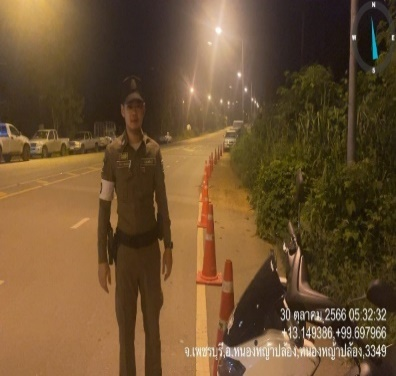 N
W E
S
30 ตุลาคม 2566 05:32:32
+13.149386,+99.697966
จ.เพชรบุรี,อ.หนองหญ้าปล้อง,หนองหญ้าปล้อง,3349